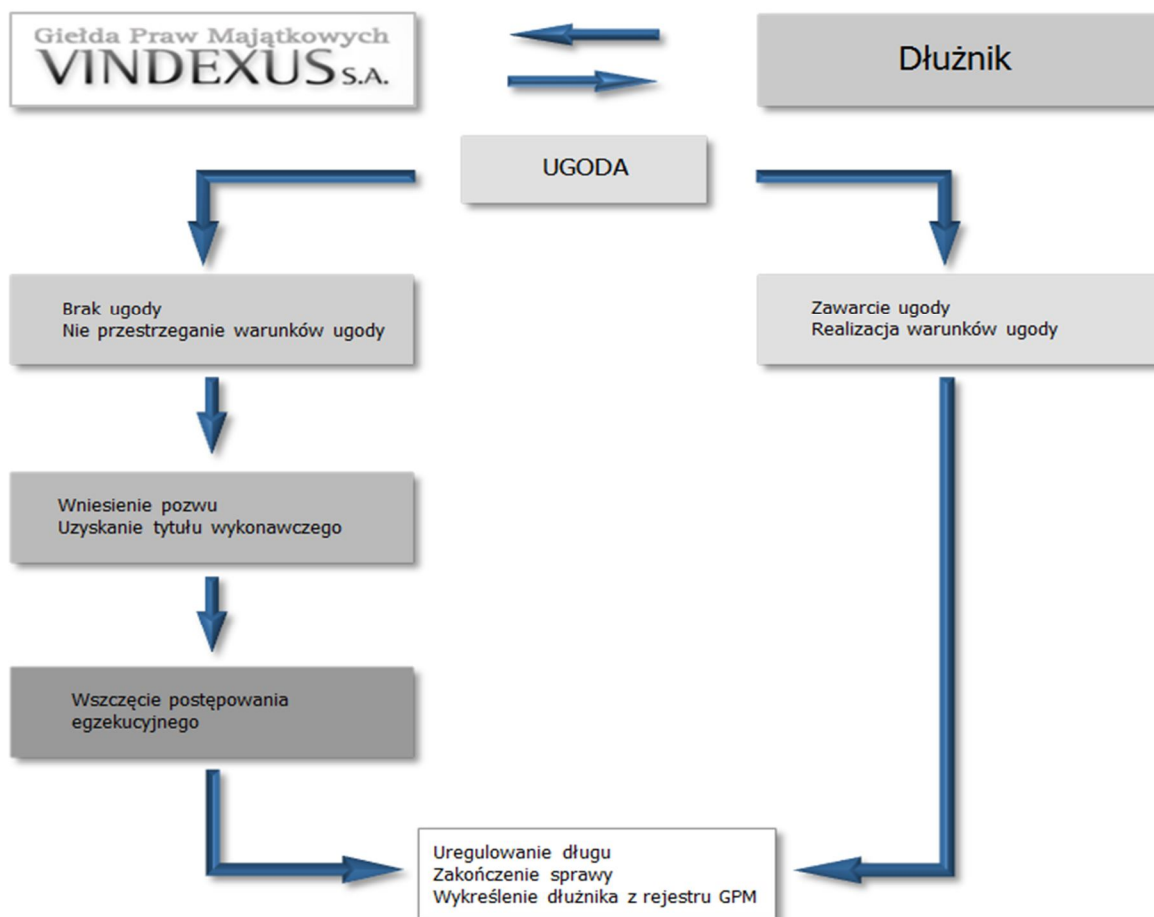 Giełda Praw Majątkowych
VINDEXUS S.A.
Dłużnik
UGODA
Brak ugody
Nie przestrzeganie warunków ugody
Zawarcie ugody
Realizacja warunków ugody
Wniesienie pozwu
Uzyskanie tytułu wykonawczego
Wszczęcie postępowania
egzekucyjnego
Uregulowanie długu
Zakończenie sprawy
Wykreślenie dłużnika z rejestru GPM